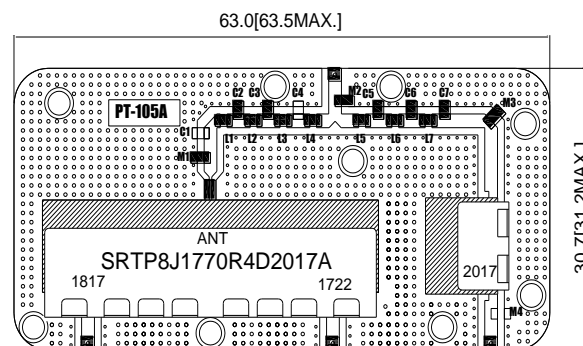 63.0[63.5MAX.]
PT-105A
C1
C2
C3
C4
M2
C5
C6
C7
M3
L1
L2
L3
L4
L5
L6
L7
M1
ANT
SRTP8J1770R4D2017A
1817
1722
2017
M4
30.7[31.2MAX.]